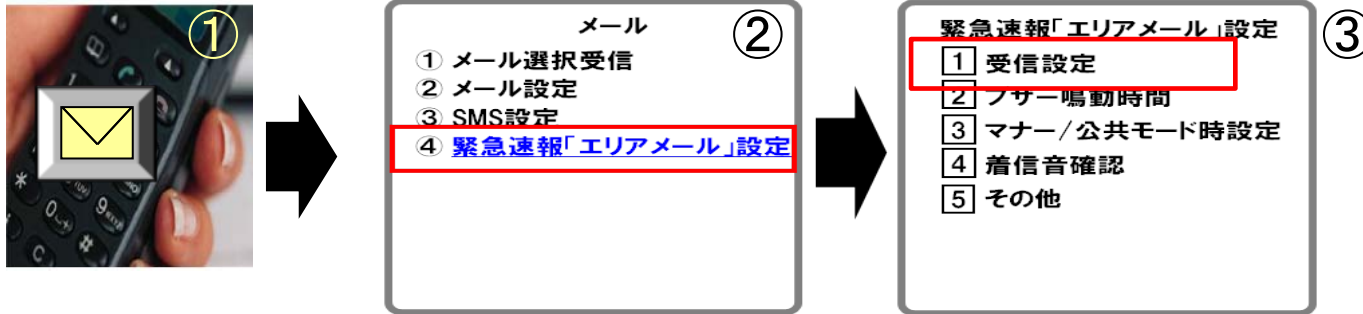 ①
②
メール
① メール選択受信
② メール設定
③ SMS設定
④ 緊急速報「エリアメール」設定
③
緊急速報「エリアメール」設定
1 受信設定
2 ブザー鳴動時間
3 マナー/公共モード時設定
4 着信音確認
5 その他